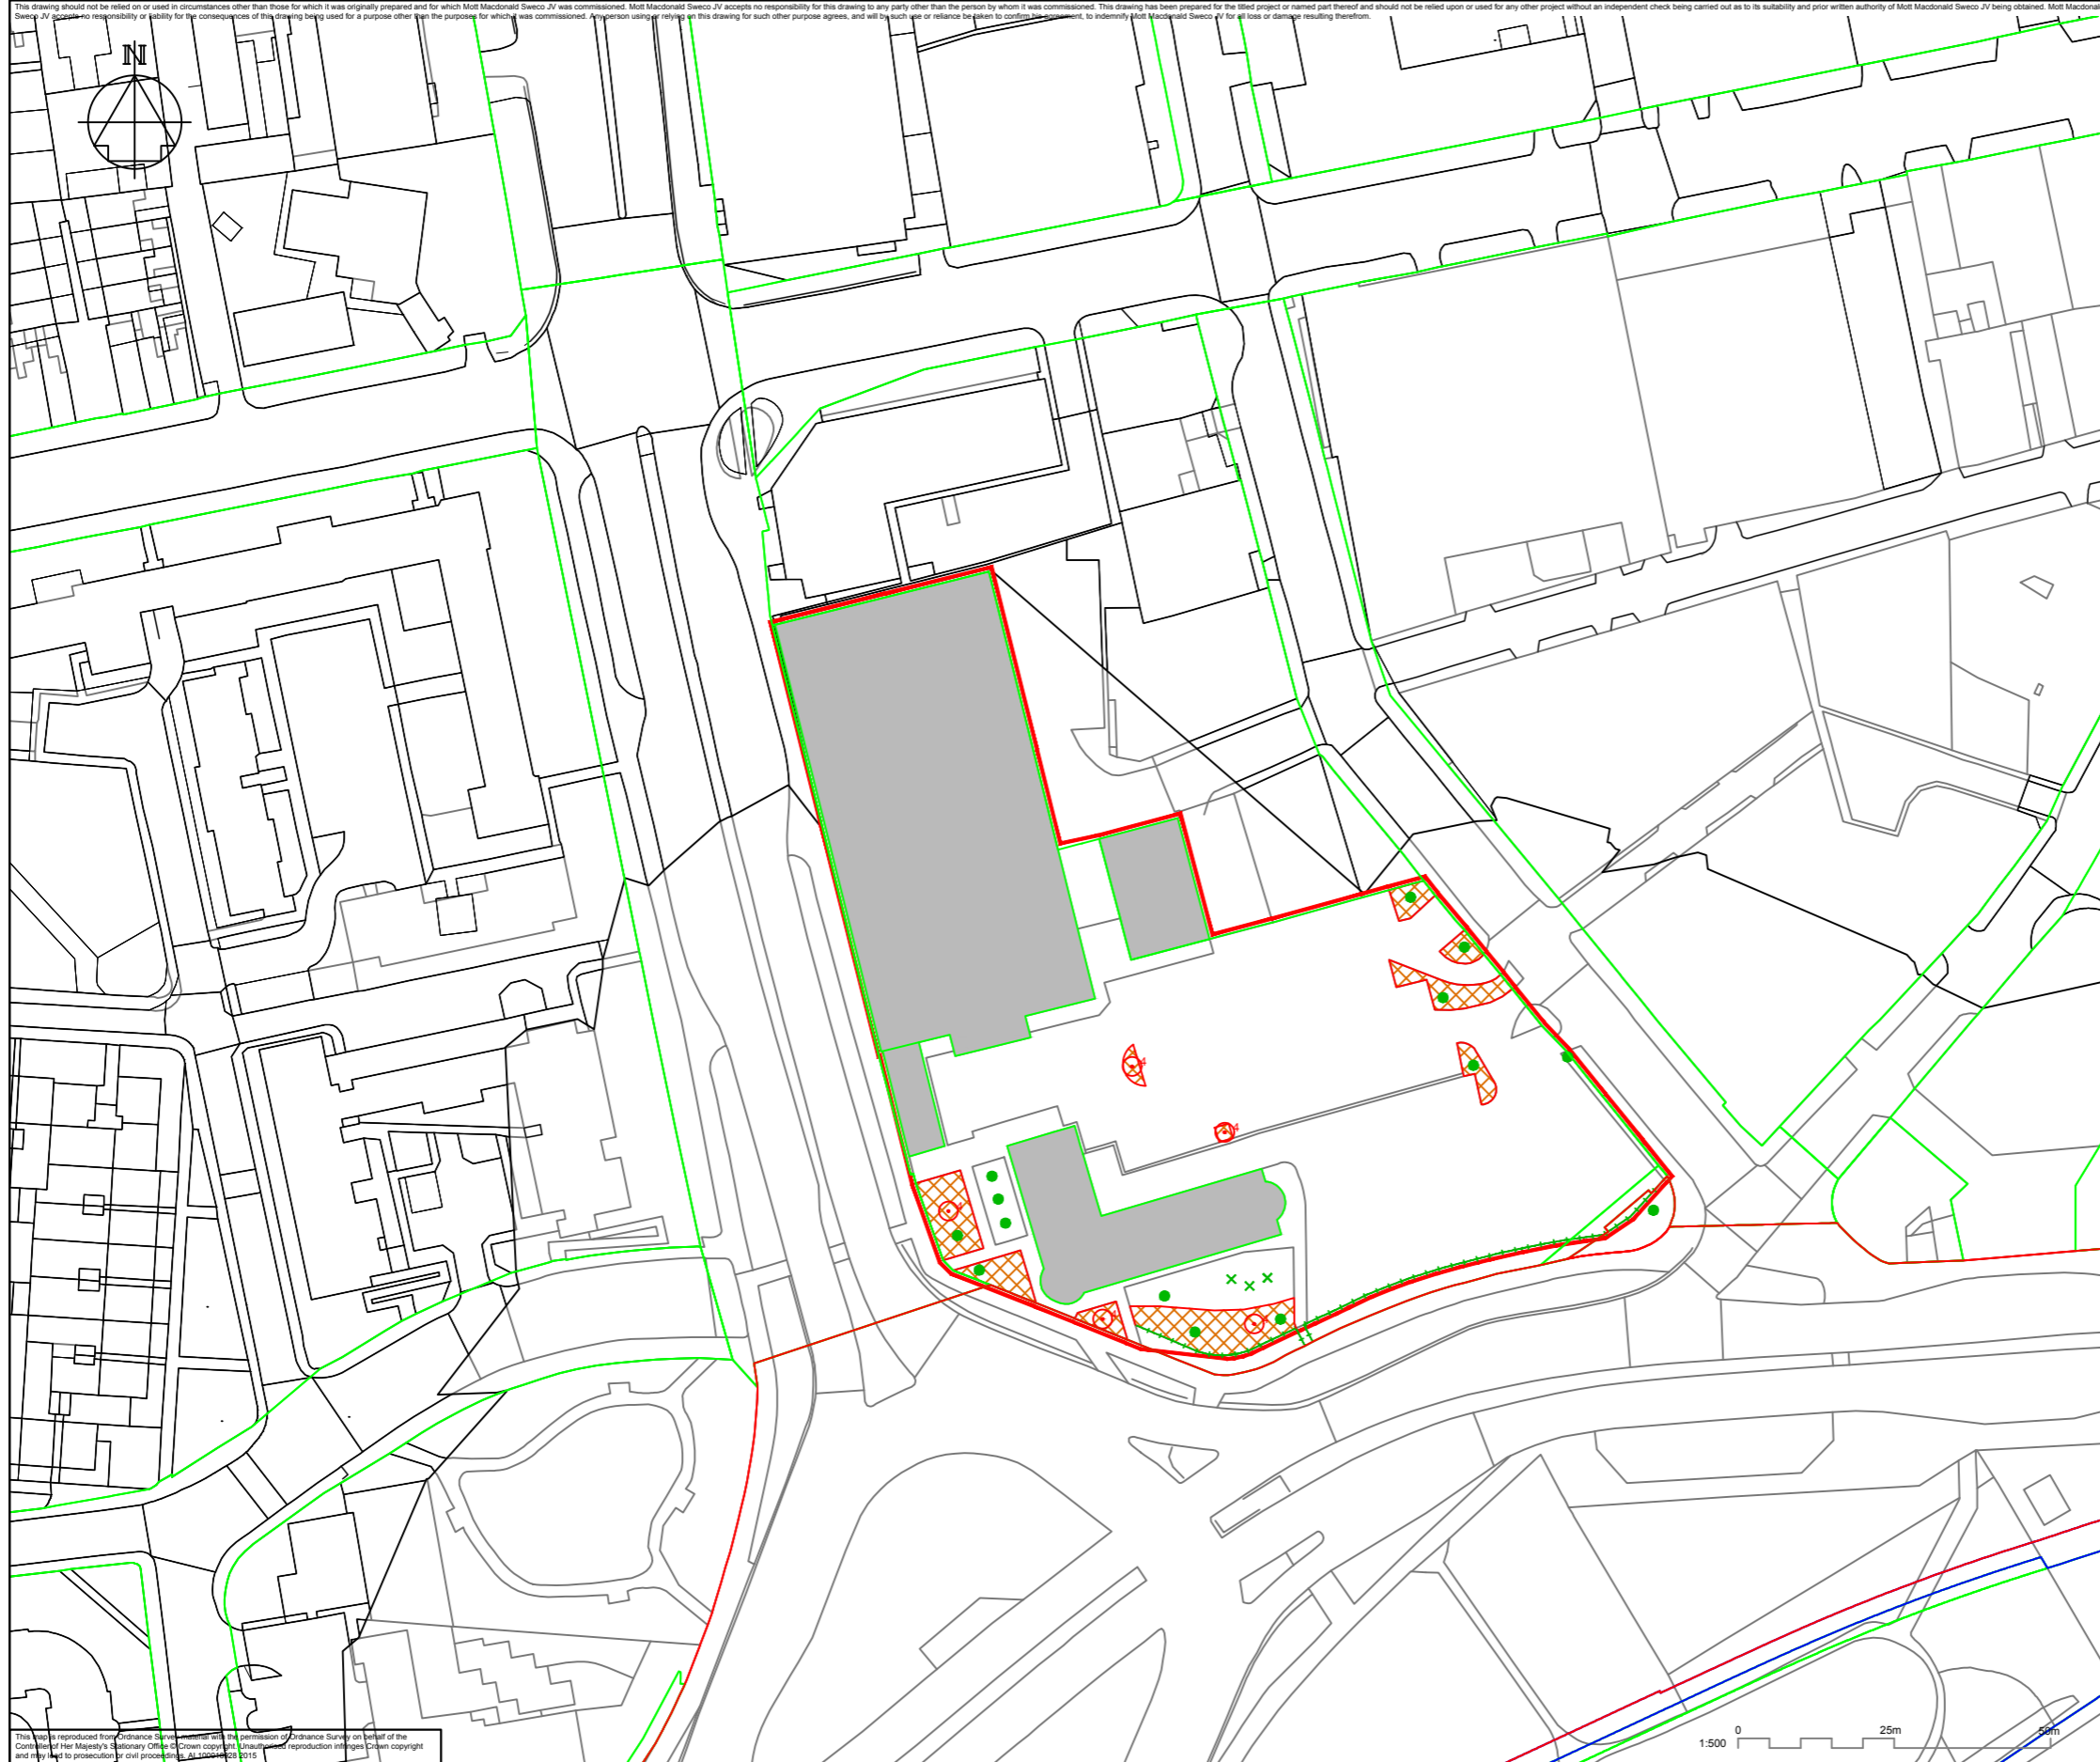 This drawing should not be relied on or used in circumstances other than those for which it was originally prepared and for which Mott Macdonald Sweco JV was commissioned. Mott Macdonald Sweco JV accepts no responsibility for this drawing to any party other than the person by whom it was commissioned. This drawing has been prepared for the titled project or named part thereof and should not be relied upon or used for any other project without an independent check being carried out as to its suitability and prior written authority of Mott Macdonald Sweco JV being obtained. Mott Macdonal
Sweco JV accepts no responsibility or liability for the consequences of this drawing being used for a purpose other than the purposes for which it was commissioned. Any person using or relying on this drawing for such other purpose agrees, and will by such use or reliance be taken to confirm his agreement, to indemnify Mott Macdonald Sweco JV for all loss or damage resulting therefrom.
N
4
4
4
4
4
0 25m 50m
1:500
This map is reproduced from Ordnance Survey material with the permission of Ordnance Survey on behalf of the
Controller of Her Majesty's Stationary Office © Crown copyright. Unauthorised reproduction infringes Crown copyright
and may lead to prosecution or civil proceedings. 2015